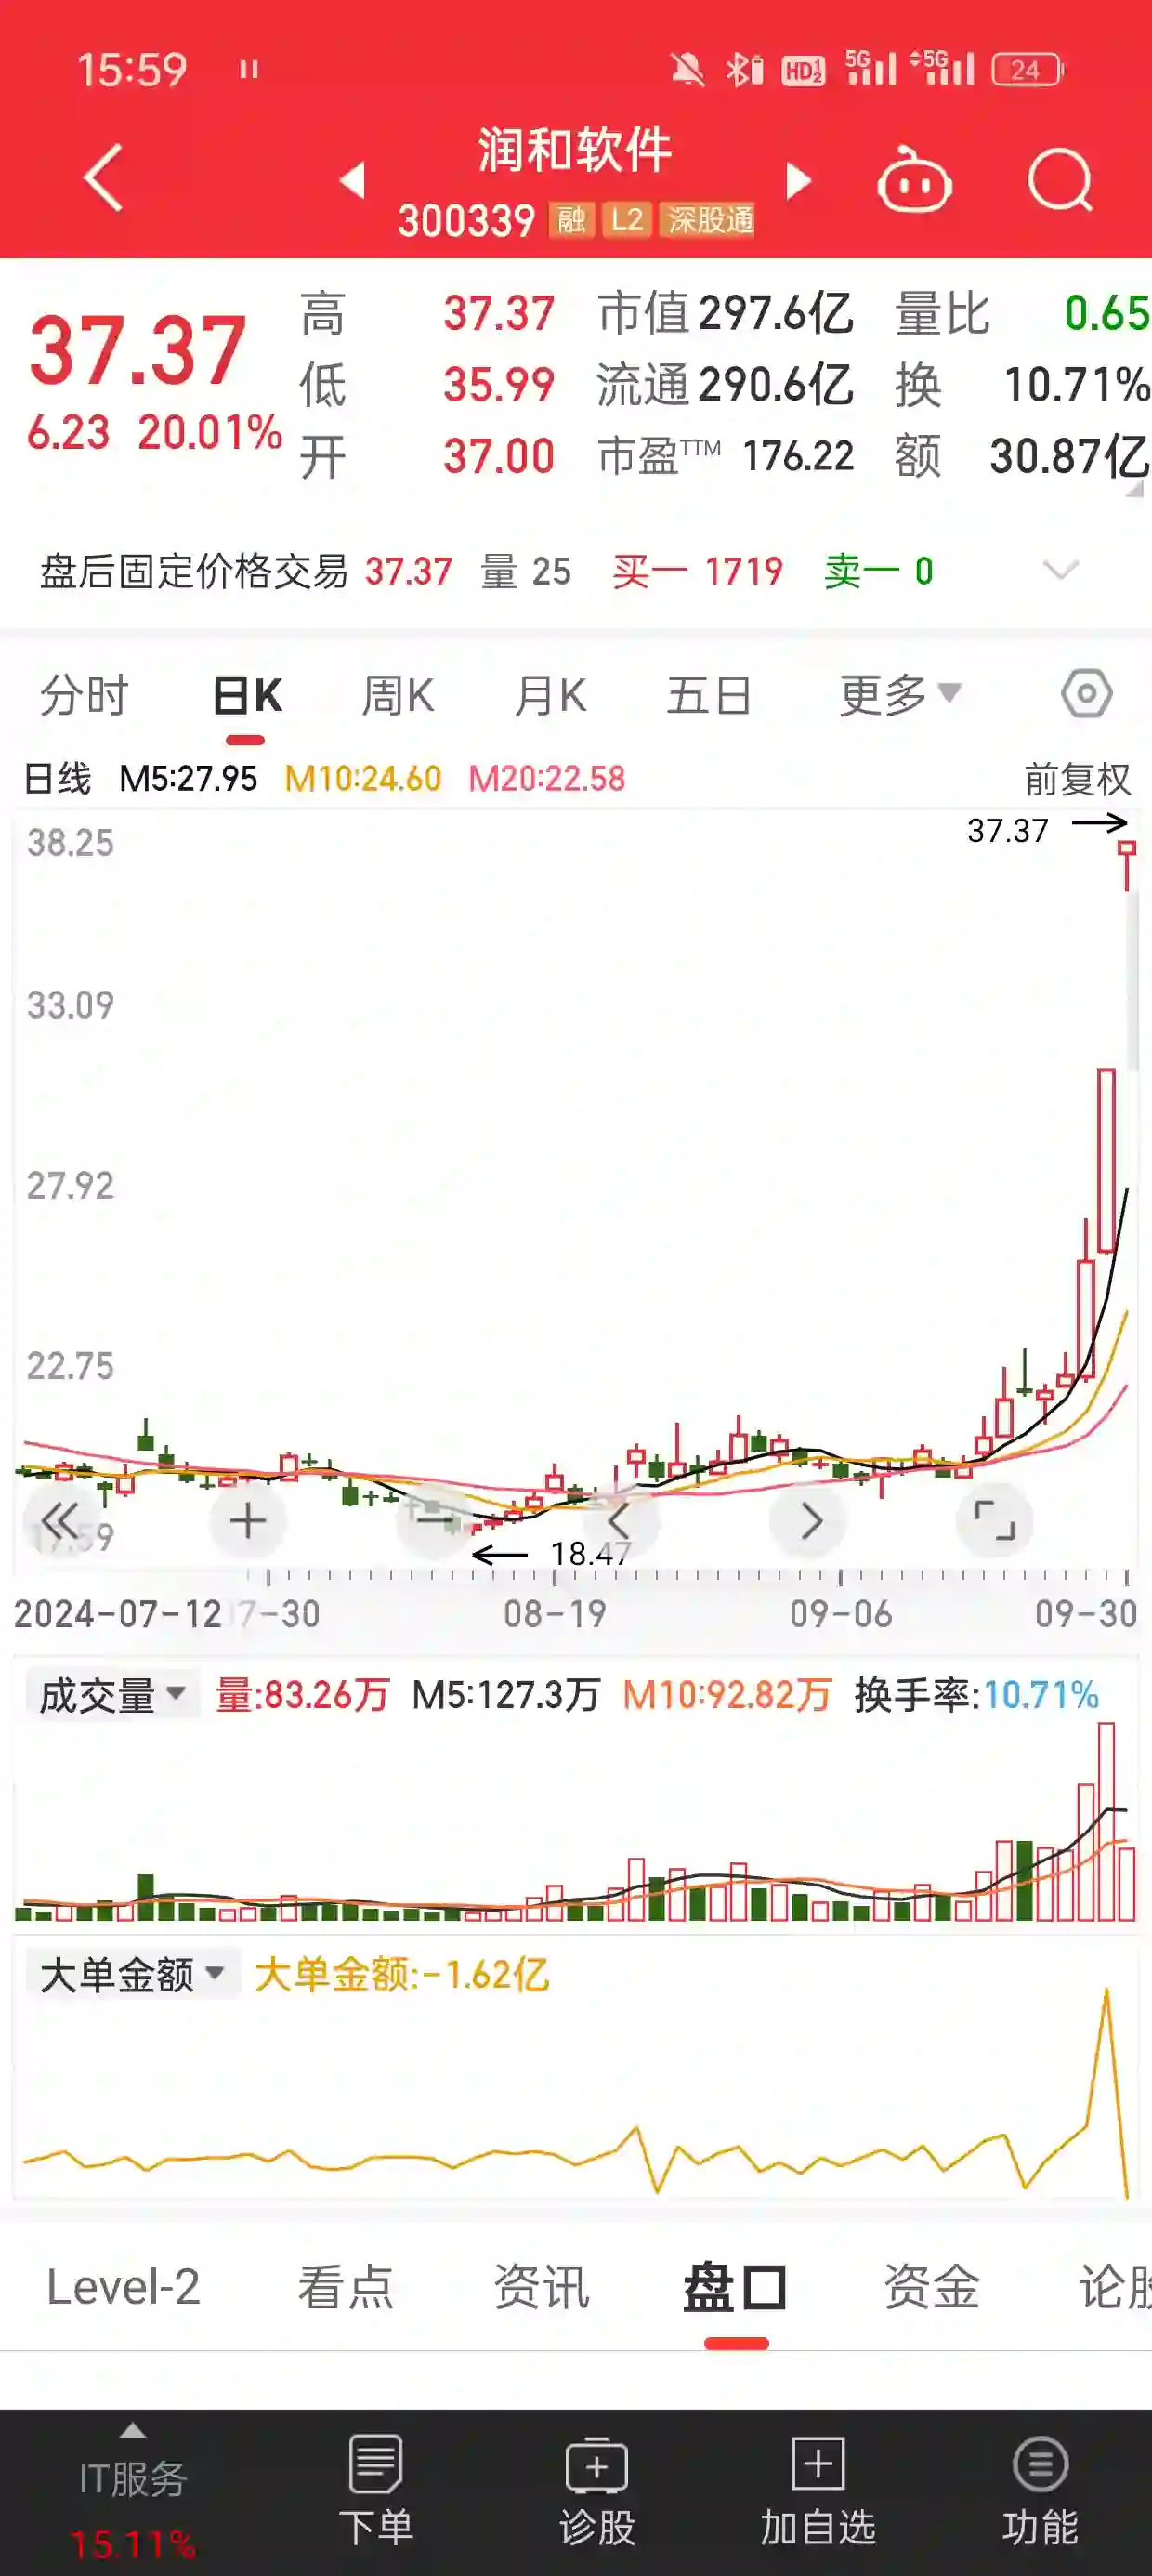 15:59 HD 1 2 5G 5G 24
润和软件
300339 融 L2 深股通
37.37 高 37.37 市值 297.6亿 量比 0.65
6.23 20.01% 低 35.99 流通 290.6亿 换 10.71%
开 37.00 市盈TTM 176.22 额 30.87亿
盘后固定价格交易 37.37 量 25 买一 1719 卖一 0
分时 日K 周K 月K 五日 更多
日线 M5:27.95 M10:24.60 M20:22.58 前复权
37.37
38.25
33.09
27.92
22.75
18.47
2024-07-12 7-30 08-19 09-06 09-30
成交量 量:83.26万 M5:127.3万 M10:92.82万 换手率:10.71%
大单金额 大单金额:-1.62亿
Level-2 看点 资讯 盘口 资金 论股
IT服务 下单 诊股 加自选 功能
15.11%